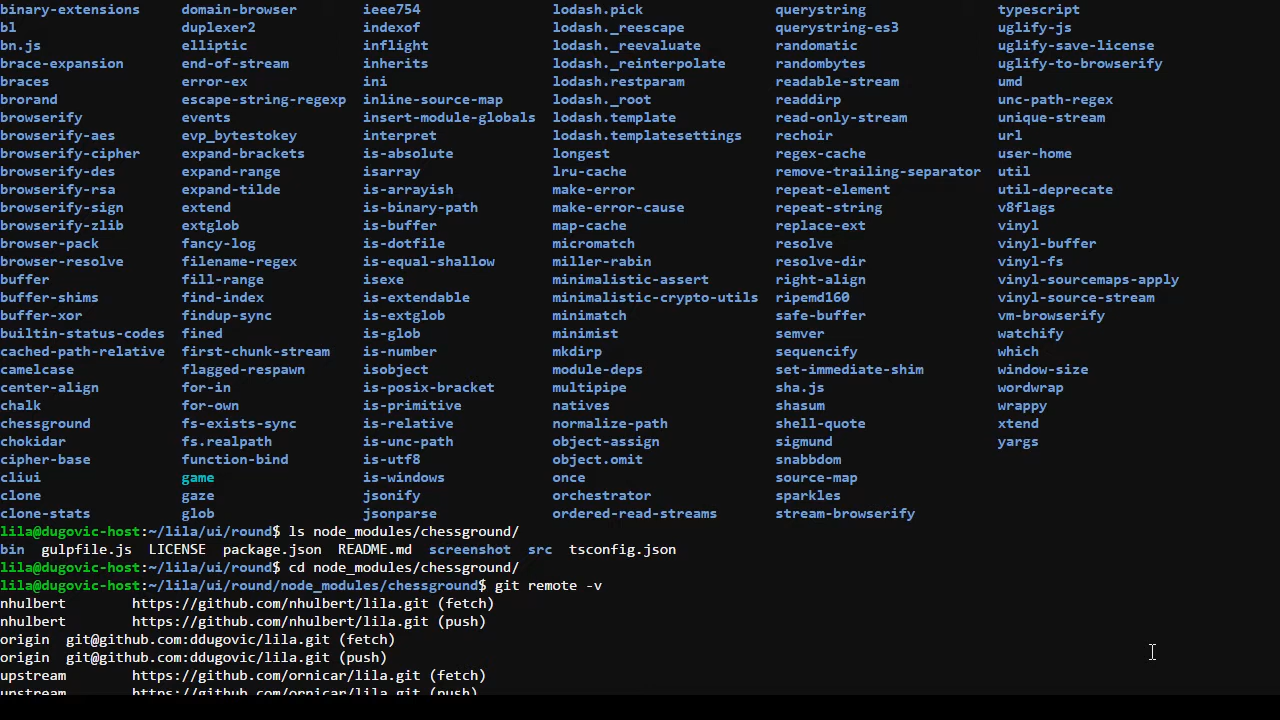 binary-extensions domain-browser ieee754 lodash.pick querystring typescript
bl duplexer2 indexof lodash._reescape querystring-es3 uglify-js
bn.js elliptic inflight lodash._reevaluate randomatic uglify-save-license
brace-expansion end-of-stream inherits lodash._reinterpolate randombytes uglify-to-browserify
braces error-ex ini lodash.restparam readable-stream umd
brorand escape-string-regexp inline-source-map lodash._root readdirp unc-path-regex
browserify events insert-module-globals lodash.template read-only-stream unique-stream
browserify-aes evp_bytestokey interpret lodash.templatesettings rechoir url
browserify-cipher expand-brackets is-absolute longest regex-cache user-home
browserify-des expand-range isarray lru-cache remove-trailing-separator util
browserify-rsa expand-tilde is-arrayish make-error repeat-element util-deprecate
browserify-sign extend is-binary-path make-error-cause repeat-string v8flags
browserify-zlib extglob is-buffer map-cache replace-ext vinyl
browser-pack fancy-log is-dotfile micromatch resolve vinyl-buffer
browser-resolve filename-regex is-equal-shallow miller-rabin resolve-dir vinyl-fs
buffer fill-range isexe minimalistic-assert right-align vinyl-sourcemaps-apply
buffer-shims find-index is-extendable minimalistic-crypto-utils ripemd160 vinyl-source-stream
buffer-xor findup-sync is-extglob minimatch safe-buffer vm-browserify
builtin-status-codes fined is-glob minimist semver watchify
cached-path-relative first-chunk-stream is-number mkdirp sequencify which
camelcase flagged-respawn isobject module-deps set-immediate-shim window-size
center-align for-in is-posix-bracket multipipe sha.js wordwrap
chalk for-own is-primitive natives shasum wrappy
chessground fs-exists-sync is-relative normalize-path shell-quote xtend
chokidar fs.realpath is-unc-path object-assign sigmund yargs
cipher-base function-bind is-utf8 object.omit snabbdom
cliui game is-windows once source-map
clone gaze jsonify orchestrator sparkles
clone-stats glob jsonparse ordered-read-streams stream-browserify
lila@dugovic-host:~/lila/ui/round$ ls node_modules/chessground/
bin gulpfile.js LICENSE package.json README.md screenshot src tsconfig.json
lila@dugovic-host:~/lila/ui/round$ cd node_modules/chessground/
lila@dugovic-host:~/lila/ui/round/node_modules/chessground$ git remote -v
nhulbert https://github.com/nhulbert/lila.git (fetch)
nhulbert https://github.com/nhulbert/lila.git (push)
origin git@github.com:ddugovic/lila.git (fetch)
origin git@github.com:ddugovic/lila.git (push)
upstream https://github.com/ornicar/lila.git (fetch)
upstream https://github.com/ornicar/lila.git (push)